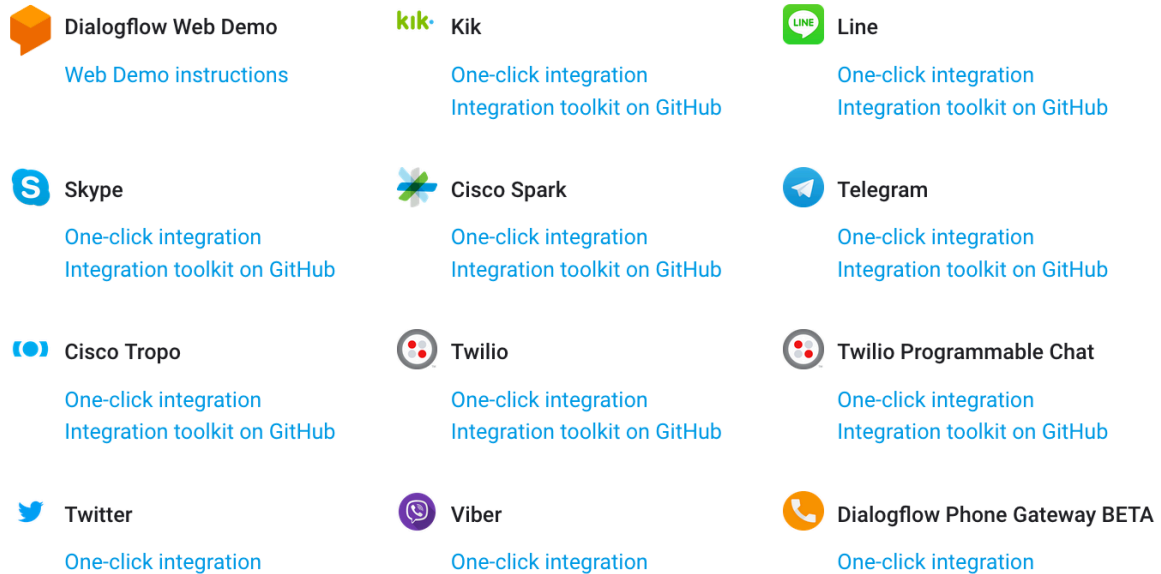 Dialogflow Web Demo
Web Demo instructions
kik
Kik
One-click integration
Integration toolkit on GitHub
LINE
Line
One-click integration
Integration toolkit on GitHub
S
Skype
One-click integration
Integration toolkit on GitHub
Cisco Spark
One-click integration
Integration toolkit on GitHub
Telegram
One-click integration
Integration toolkit on GitHub
Cisco Tropo
One-click integration
Integration toolkit on GitHub
Twilio
One-click integration
Integration toolkit on GitHub
Twilio Programmable Chat
One-click integration
Integration toolkit on GitHub
Twitter
One-click integration
Viber
One-click integration
Dialogflow Phone Gateway BETA
One-click integration